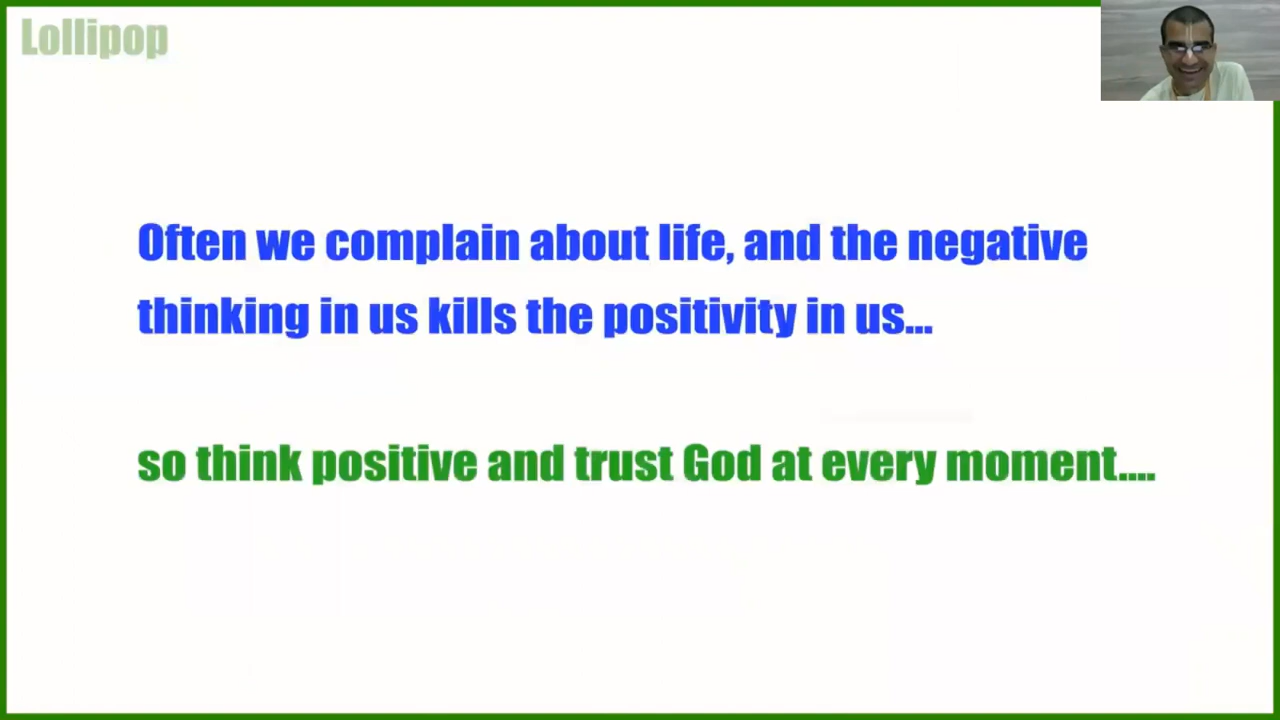 Lollipop
Often we complain about life, and the negative
thinking in us kills the positivity in us...
so think positive and trust God at every moment....